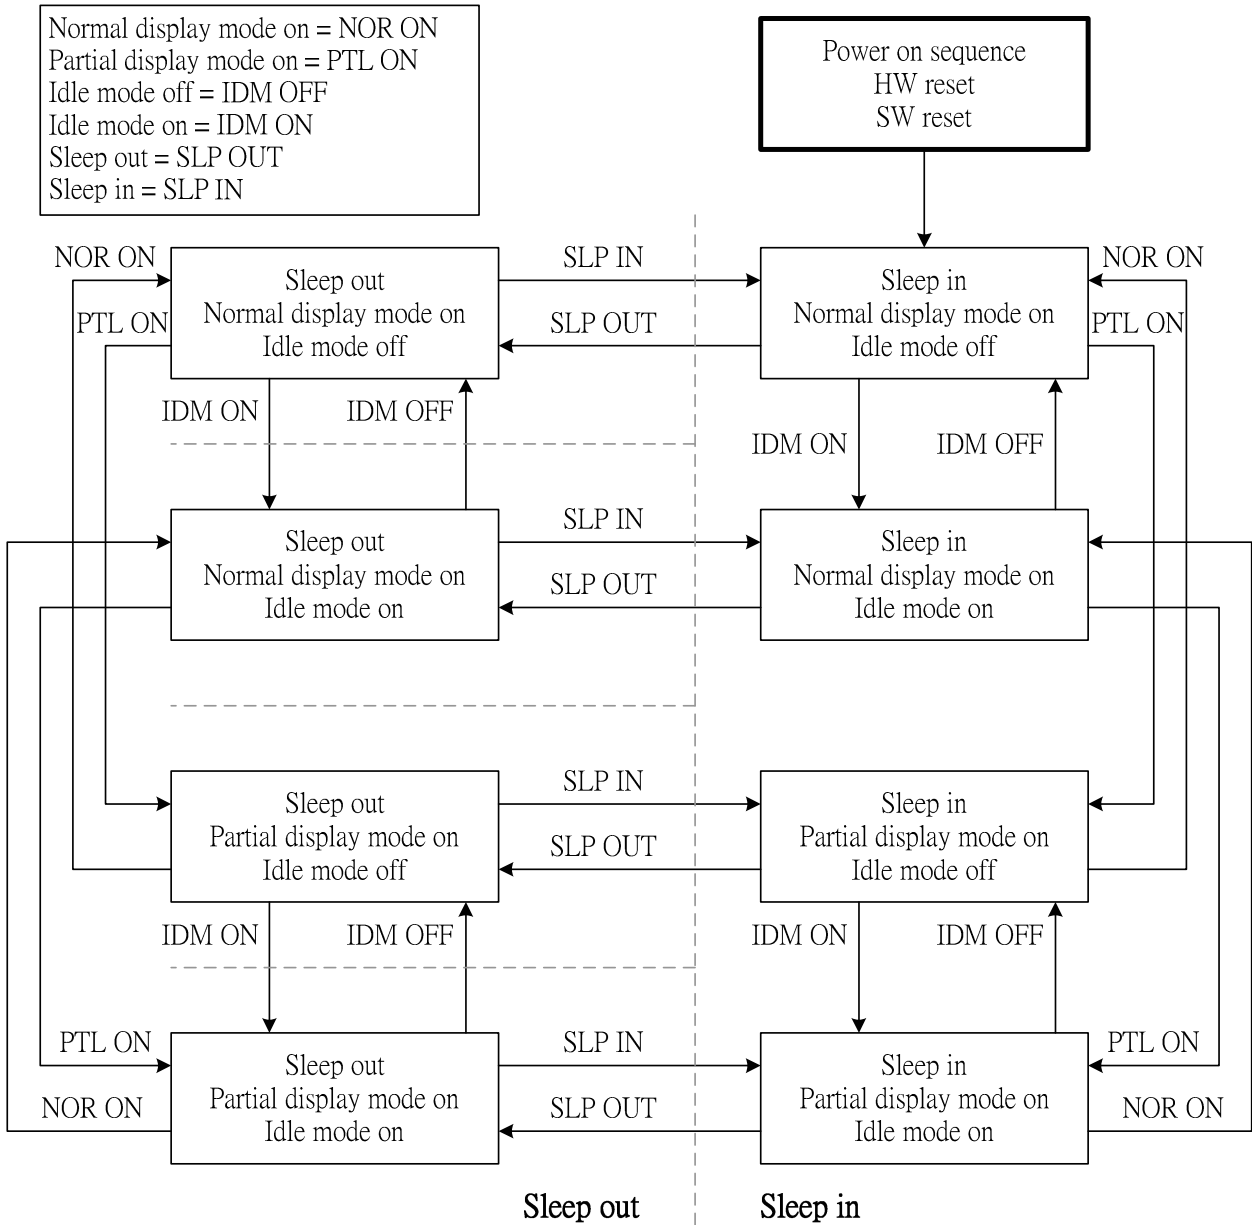 Normal display mode on = NOR ON
Partial display mode on = PTL ON
Idle mode off = IDM OFF
Idle mode on = IDM ON
Sleep out = SLP OUT
Sleep in = SLP IN
Power on sequence
HW reset
SW reset
NOR ON
SLP IN
NOR ON
Sleep out
Normal display mode on
Idle mode off
Sleep in
Normal display mode on
Idle mode off
PTL ON
SLP OUT
PTL ON
IDM ON
IDM OFF
IDM ON
IDM OFF
SLP IN
Sleep out
Normal display mode on
Idle mode on
Sleep in
Normal display mode on
Idle mode on
SLP OUT
SLP IN
Sleep out
Partial display mode on
Idle mode off
Sleep in
Partial display mode on
Idle mode off
SLP OUT
IDM ON
IDM OFF
IDM ON
IDM OFF
PTL ON
SLP IN
PTL ON
Sleep out
Partial display mode on
Idle mode on
Sleep in
Partial display mode on
Idle mode on
NOR ON
SLP OUT
NOR ON
Sleep out
Sleep in